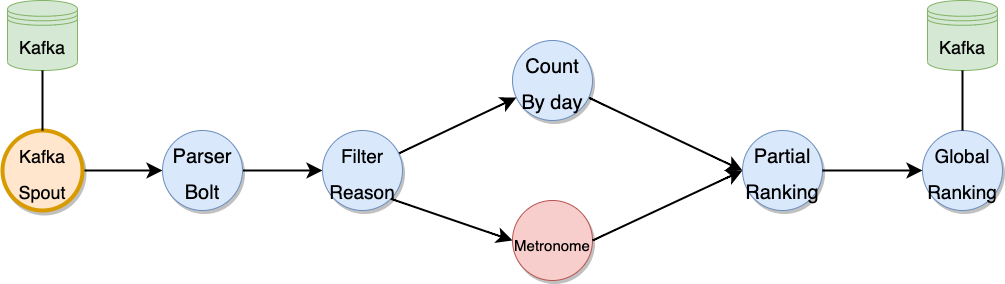 Kafka
Kafka
Spout
Parser
Bolt
Filter
Reason
Count
By day
Metronome
Partial
Ranking
Kafka
Global
Ranking